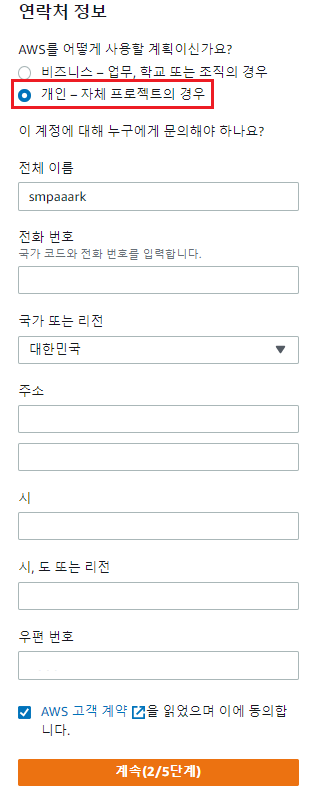 연락처 정보
AWS를 어떻게 사용할 계획이신가요?
비즈니스 – 업무, 학교 또는 조직의 경우
개인 – 자체 프로젝트의 경우
이 계정에 대해 누구에게 문의해야 하나요?
전체 이름
smpaaark
전화 번호
국가 코드와 전화 번호를 입력합니다.
국가 또는 리전
대한민국
주소
시
시, 도 또는 리전
우편 번호
AWS 고객 계약 을 읽었으며 이에 동의합
니다.
계속(2/5단계)